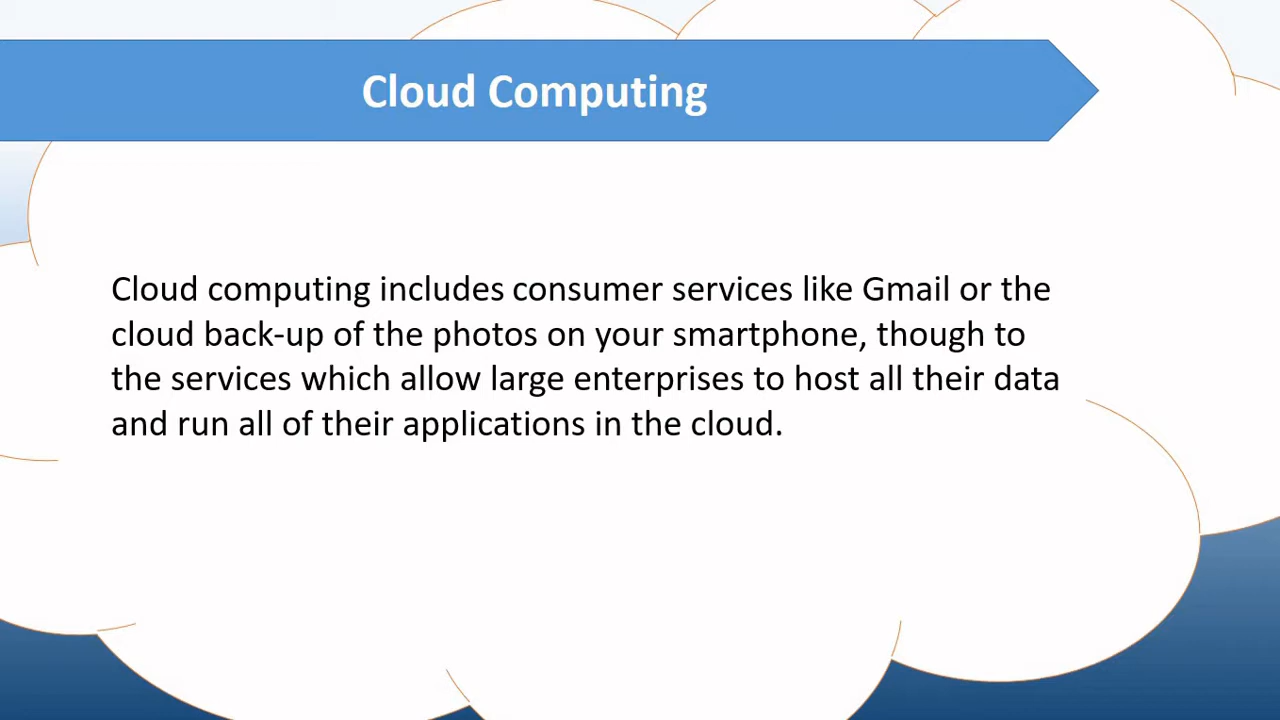 Cloud Computing
Cloud computing includes consumer services like Gmail or the
cloud back-up of the photos on your smartphone, though to
the services which allow large enterprises to host all their data
and run all of their applications in the cloud.